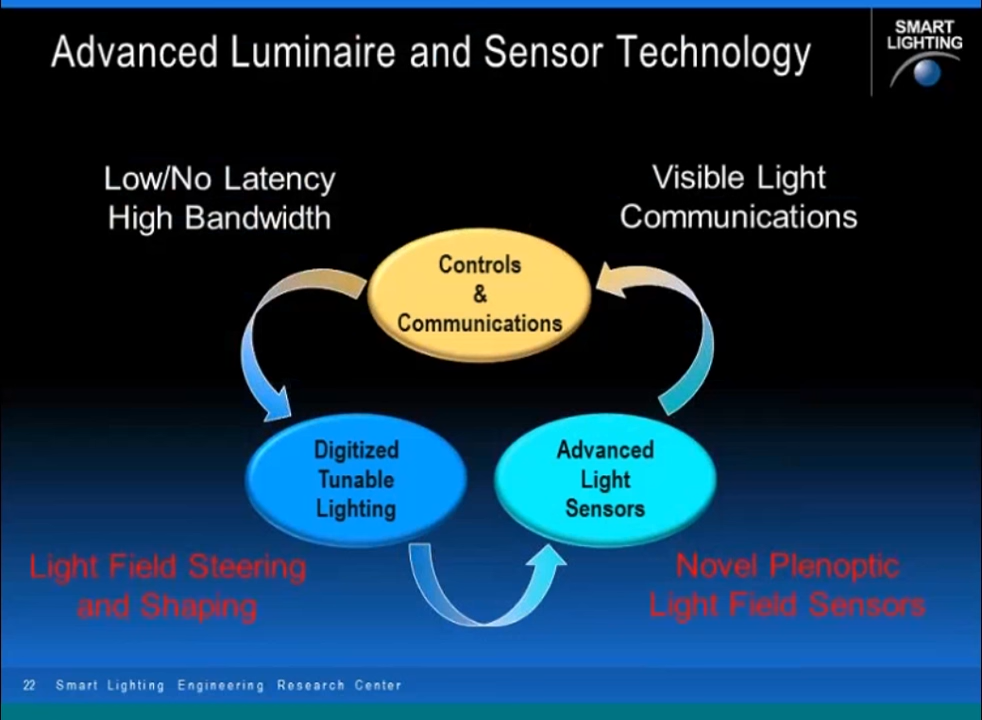 Advanced Luminaire and Sensor Technology
SMART
LIGHTING
Low/No Latency
High Bandwidth
Visible Light
Communications
Controls
&
Communications
Digitized
Tunable
Lighting
Advanced
Light
Sensors
Light Field Steering
and Shaping
Novel Plenoptic
Light Field Sensors
22 Smart Lighting Engineering Research Center